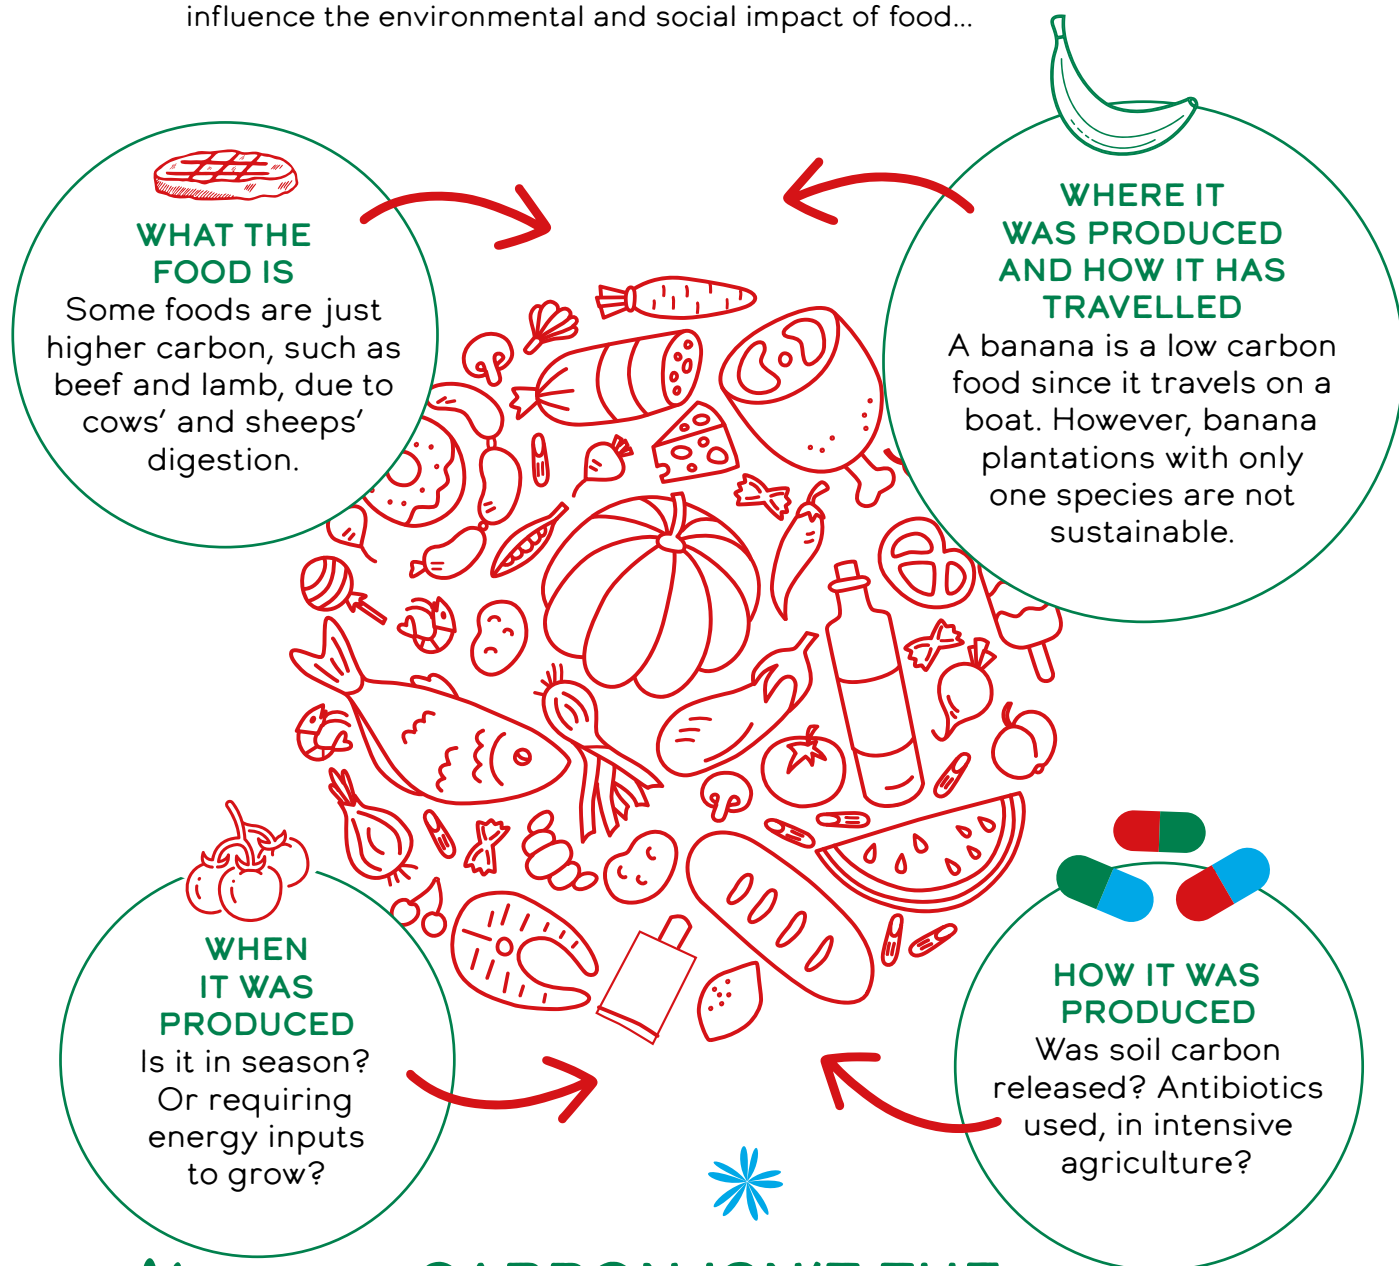 influence the environmental and social impact of food...
WHAT THE
FOOD IS
Some foods are just
higher carbon, such as
beef and lamb, due to
cows’ and sheeps’
digestion.
WHERE IT
WAS PRODUCED
AND HOW IT HAS
TRAVELLED
A banana is a low carbon
food since it travels on a
boat. However, banana
plantations with only
one species are not
sustainable.
WHEN
IT WAS
PRODUCED
Is it in season?
Or requiring
energy inputs
to grow?
HOW IT WAS
PRODUCED
Was soil carbon
released? Antibiotics
used, in intensive
agriculture?
CARBON ISN'T THE